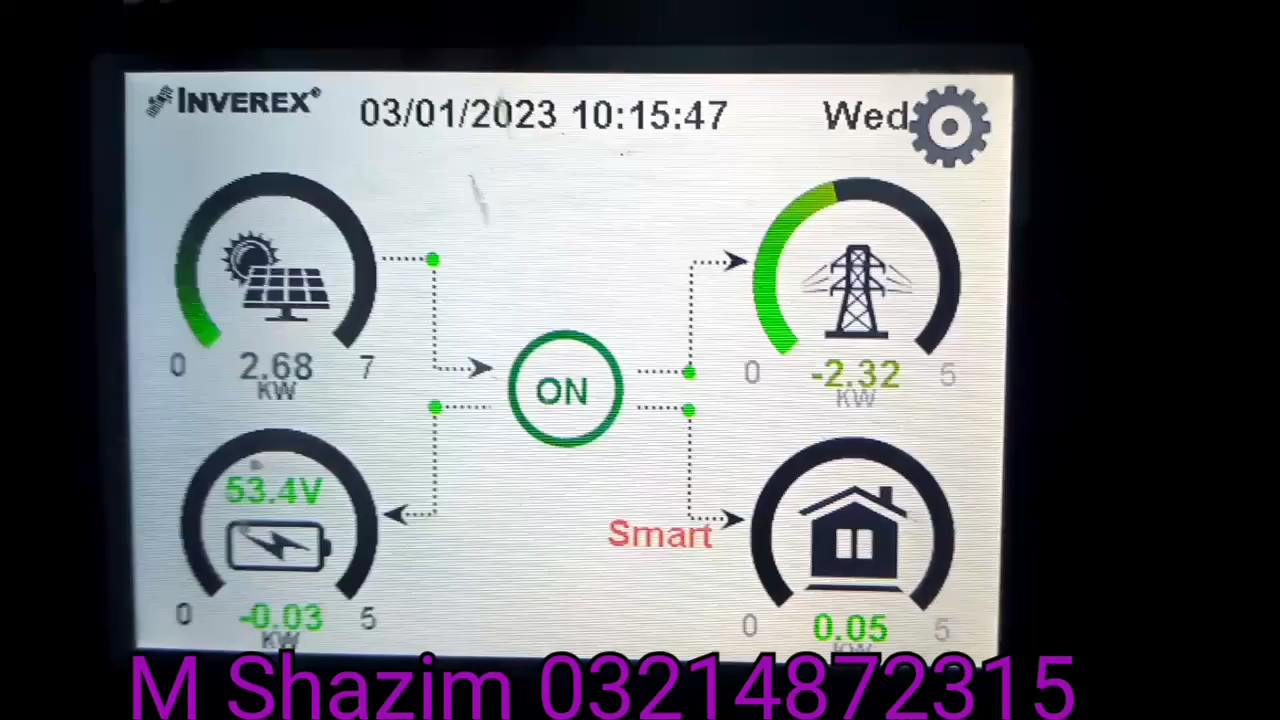 INVEREX® 03/01/2023 10:15:47 Wed
0 2.68 7
KW
0 -2.32 5
KW
ON
53.4V
Smart
0 -0.03 5
KW
0 0.05 5
KW
M Shazim 03214872315